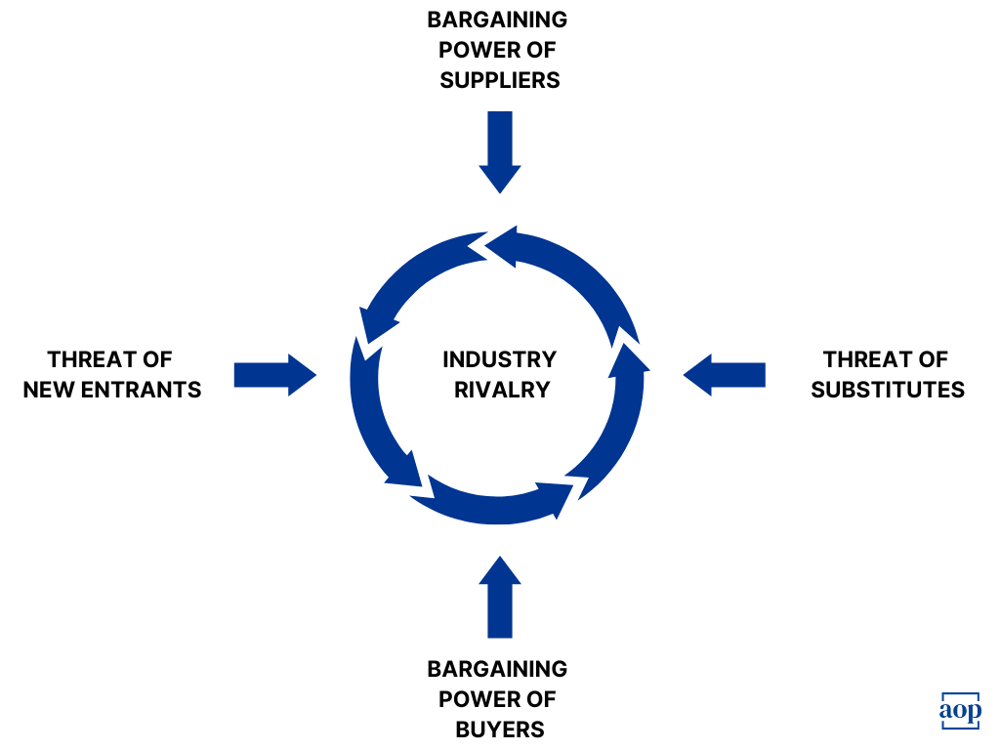 BARGAINING
POWER OF
SUPPLIERS
THREAT OF
NEW ENTRANTS
INDUSTRY
RIVALRY
THREAT OF
SUBSTITUTES
BARGAINING
POWER OF
BUYERS
aop